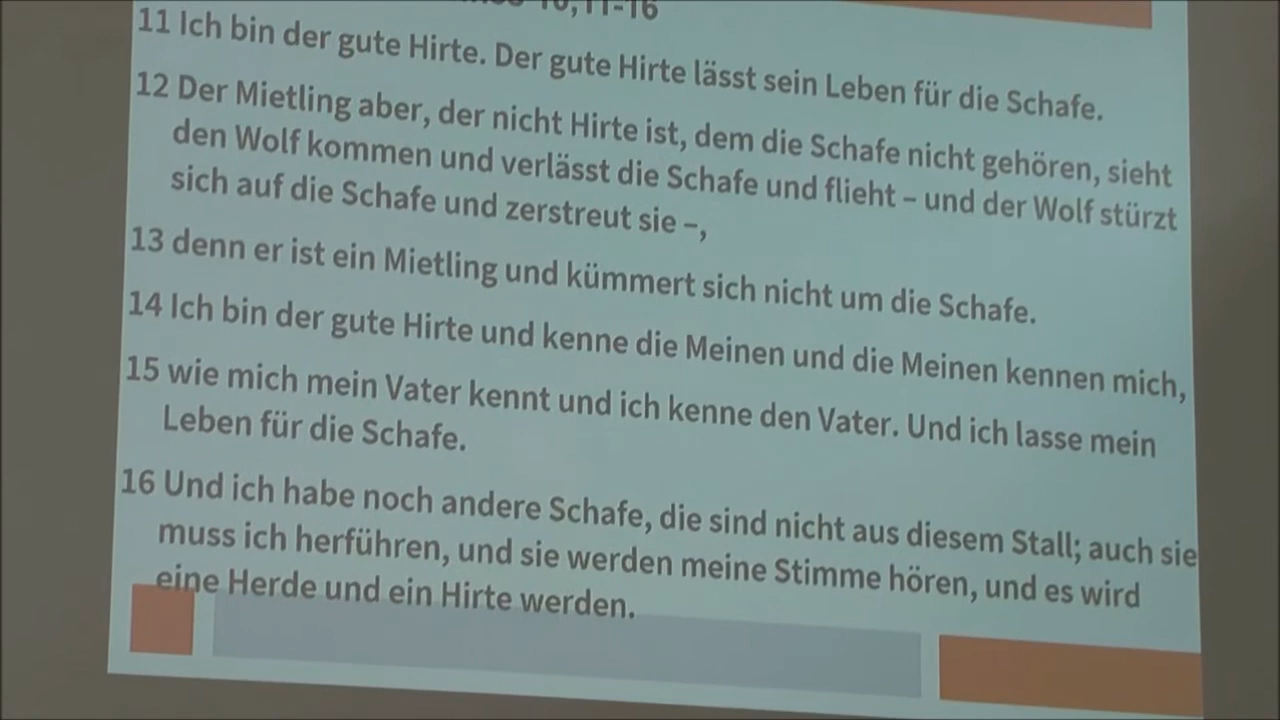 10,11-16
11 Ich bin der gute Hirte. Der gute Hirte lässt sein Leben für die Schafe.
12 Der Mietling aber, der nicht Hirte ist, dem die Schafe nicht gehören, sieht
den Wolf kommen und verlässt die Schafe und flieht – und der Wolf stürzt
sich auf die Schafe und zerstreut sie –,
13 denn er ist ein Mietling und kümmert sich nicht um die Schafe.
14 Ich bin der gute Hirte und kenne die Meinen und die Meinen kennen mich,
15 wie mich mein Vater kennt und ich kenne den Vater. Und ich lasse mein
Leben für die Schafe.
16 Und ich habe noch andere Schafe, die sind nicht aus diesem Stall; auch sie
muss ich herführen, und sie werden meine Stimme hören, und es wird
eine Herde und ein Hirte werden.